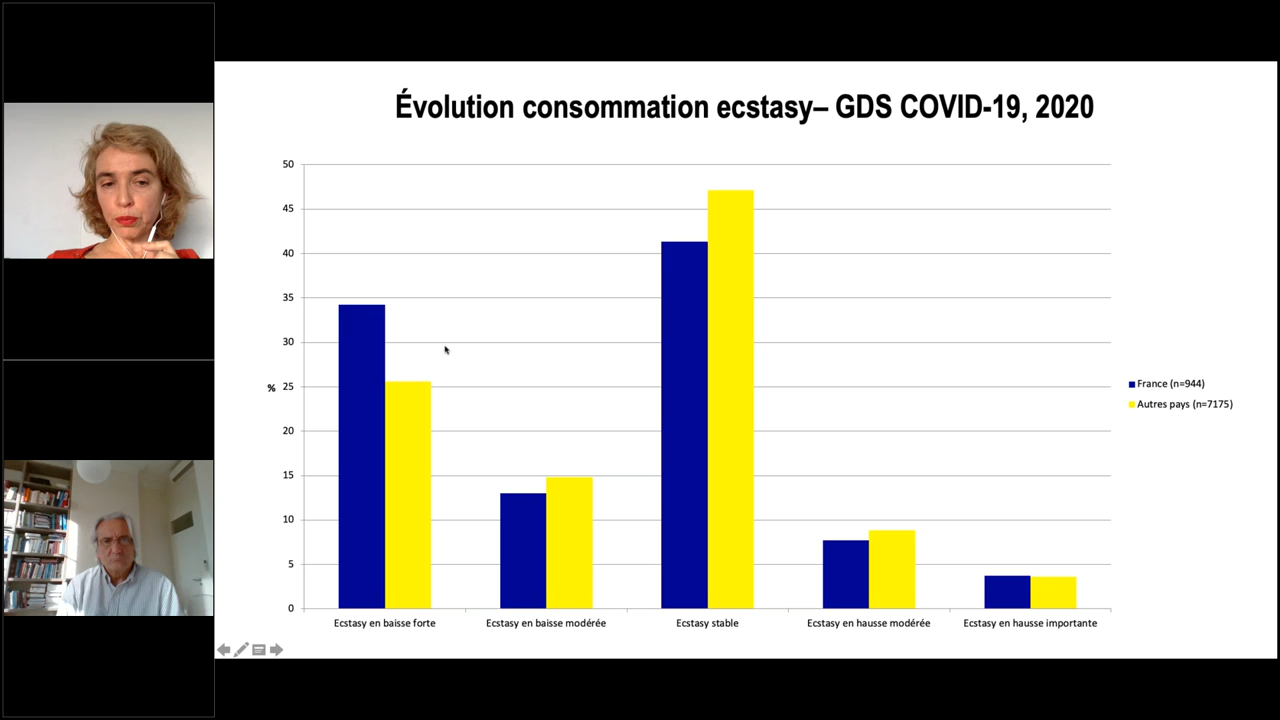 Évolution consommation ecstasy– GDS COVID-19, 2020
50
45
40
35
30
% 25
20
15
10
5
0
France (n=944)
Autres pays (n=7175)
Ecstasy en baisse forte
Ecstasy en baisse modérée
Ecstasy stable
Ecstasy en hausse modérée
Ecstasy en hausse importante